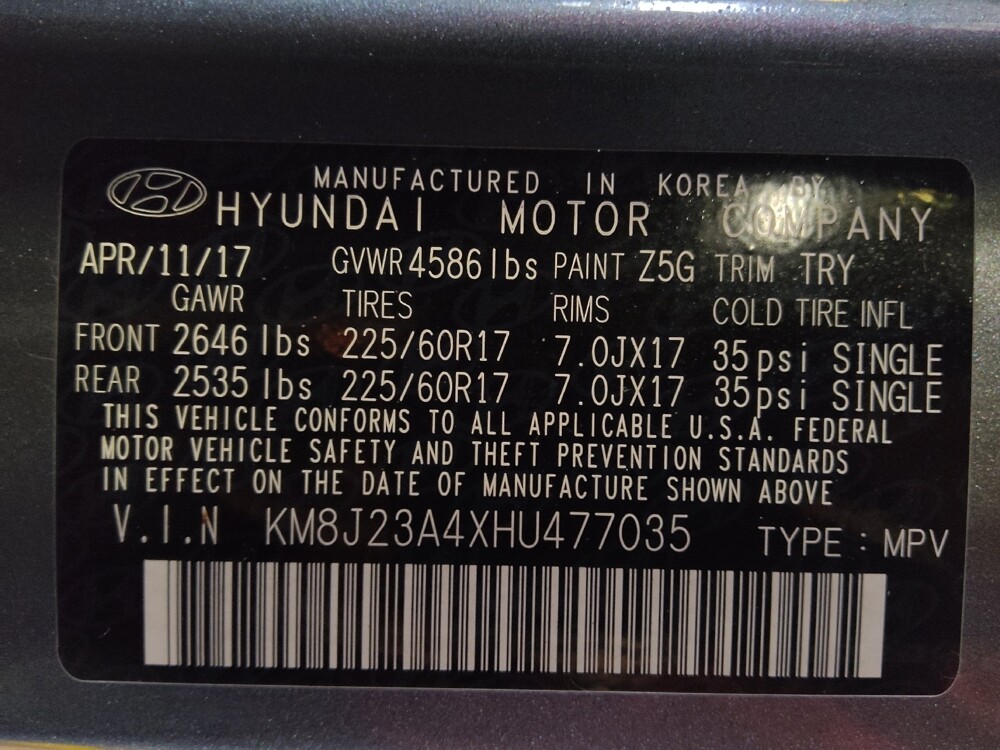 MANUFACTURED IN KOREA BY
HYUNDAI MOTOR COMPANY
APR/11/17 GVWR 4586lbs PAINT Z5G TRIM TRY
GAWR TIRES RIMS COLD TIRE INFL
FRONT 2646 lbs 225/60R17 7.0JX17 35psi SINGLE
REAR 2535 lbs 225/60R17 7.0JX17 35psi SINGLE
THIS VEHICLE CONFORMS TO ALL APPLICABLE U.S.A. FEDERAL
MOTOR VEHICLE SAFETY AND THEFT PREVENTION STANDARDS
IN EFFECT ON THE DATE OF MANUFACTURE SHOWN ABOVE
V.I.N KM8J23A4XHU477035 TYPE : MPV